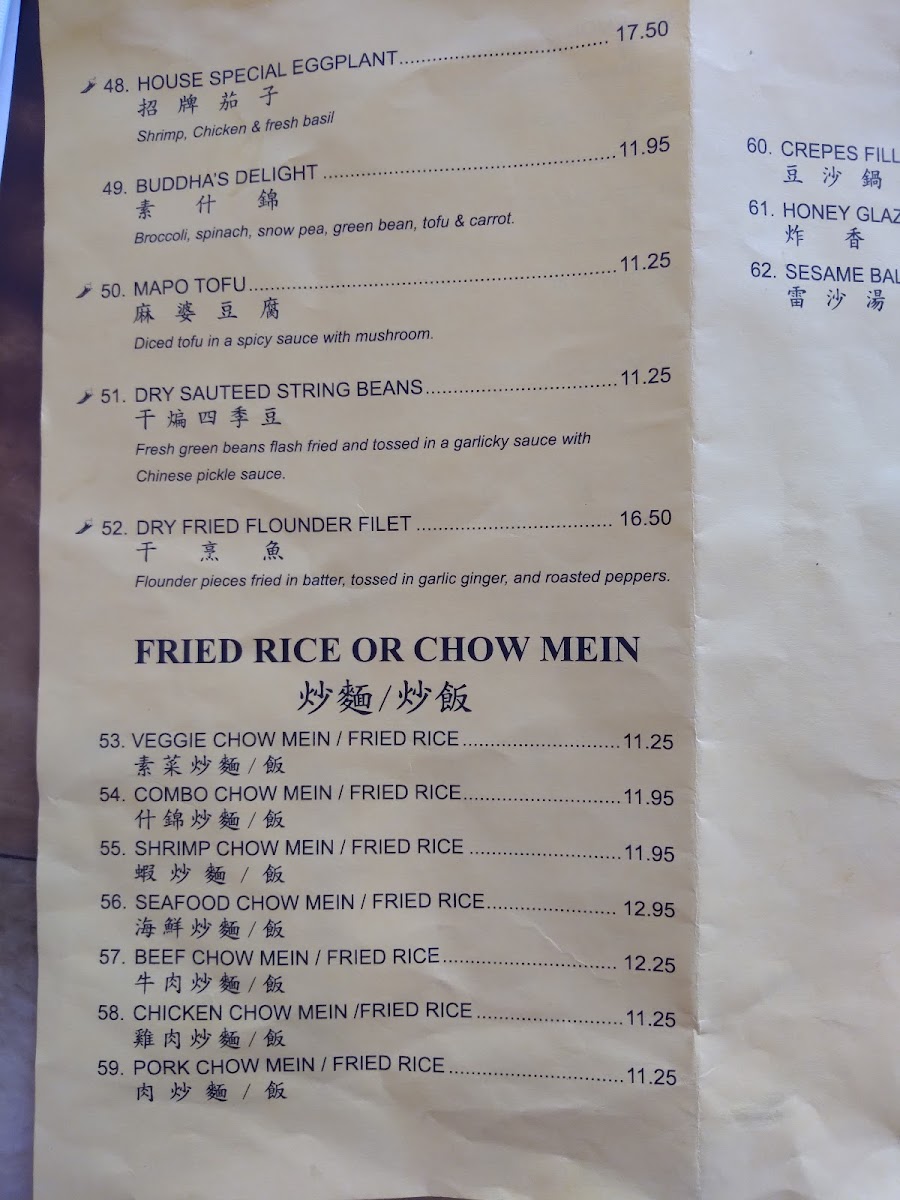 48. HOUSE SPECIAL EGGPLANT.................................... 17.50
招牌茄子
Shrimp, Chicken & fresh basil
49. BUDDHA'S DELIGHT ..................................................11.95
素什錦
Broccoli, spinach, snow pea, green bean, tofu & carrot.
50. MAPO TOFU...............................................................11.25
麻婆豆腐
Diced tofu in a spicy sauce with mushroom.
51. DRY SAUTEED STRING BEANS.................................11.25
干煸四季豆
Fresh green beans flash fried and tossed in a garlicky sauce with
Chinese pickle sauce.
52. DRY FRIED FLOUNDER FILET ................................. 16.50
干烹魚
Flounder pieces fried in batter, tossed in garlic ginger, and roasted peppers.
FRIED RICE OR CHOW MEIN
炒麵/炒飯
53. VEGGIE CHOW MEIN / FRIED RICE...........................11.25
素菜炒麵/飯
54. COMBO CHOW MEIN / FRIED RICE...........................11.95
什錦炒麵/飯
55. SHRIMP CHOW MEIN / FRIED RICE ..........................11.95
蝦炒麵/飯
56. SEAFOOD CHOW MEIN / FRIED RICE...................... 12.95
海鮮炒麵/飯
57. BEEF CHOW MEIN / FRIED RICE.............................. 12.25
牛肉炒麵/飯
58. CHICKEN CHOW MEIN /FRIED RICE .........................11.25
雞肉炒麵/飯
59. PORK CHOW MEIN / FRIED RICE..............................11.25
肉炒麵/飯
60. CREPES FILL
豆沙鍋
61. HONEY GLAZ
炸香
62. SESAME BAL
雷沙湯